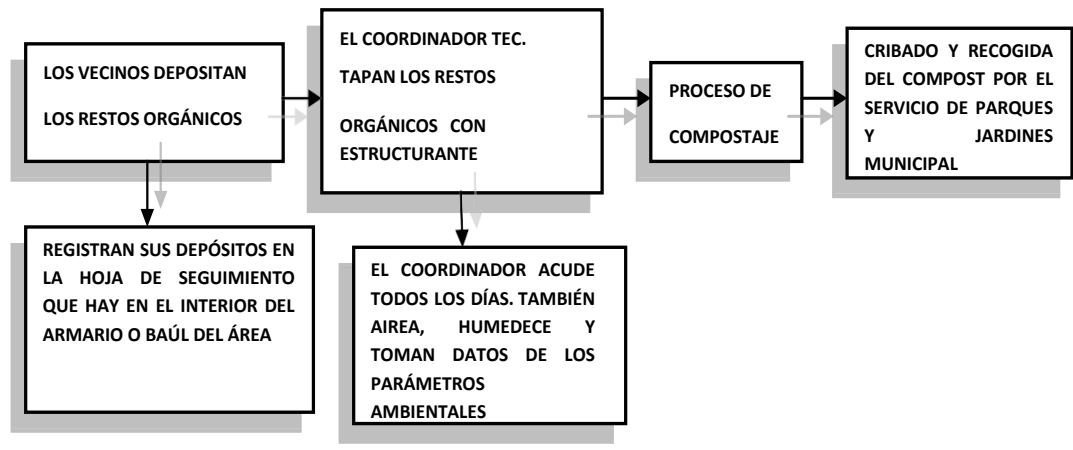 LOS VECINOS DEPOSITAN
LOS RESTOS ORGÁNICOS
EL COORDINADOR TEC.
TAPAN LOS RESTOS
ORGÁNICOS CON
ESTRUCTURANTE
PROCESO DE
COMPOSTAJE
CRIBADO Y RECOGIDA
DEL COMPOST POR EL
SERVICIO DE PARQUES
Y JARDINES
MUNICIPAL
REGISTRAN SUS DEPÓSITOS EN
LA HOJA DE SEGUIMIENTO
QUE HAY EN EL INTERIOR DEL
ARMARIO O BAÚL DEL ÁREA
EL COORDINADOR ACUDE
TODOS LOS DÍAS. TAMBIÉN
AIREA, HUMEDECE Y
TOMAN DATOS DE LOS
PARÁMETROS
AMBIENTALES